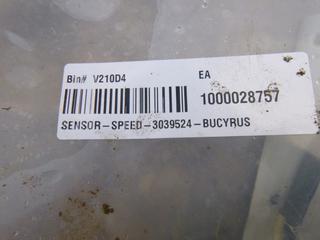 Bin# V210D4 EA
1000028757
SENSOR-SPEED-3039524-BUCYRUS